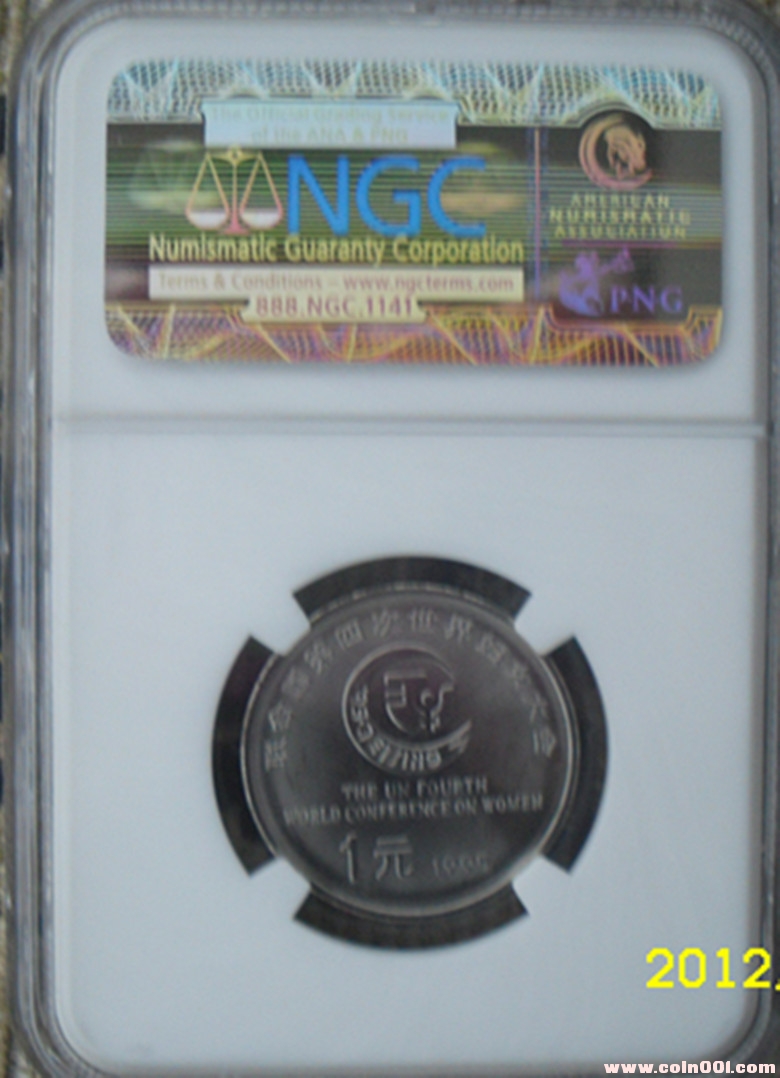 The Official Grading Service
of the ANA & PNG
NGC
Numismatic Guaranty Corporation
Terms & Conditions – www.ngcterms.com
888.NGC.1141
AMERICAN
NUMISMATIC
ASSOCIATION
PNG
联合国第四次世界妇女大会
THE UN FOURTH
WORLD CONFERENCE ON WOMEN
1元 1995
2012
www.coin001.com